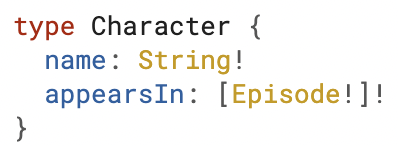 type Character {
  name: String!
  appearsIn: [Episode!]!
}